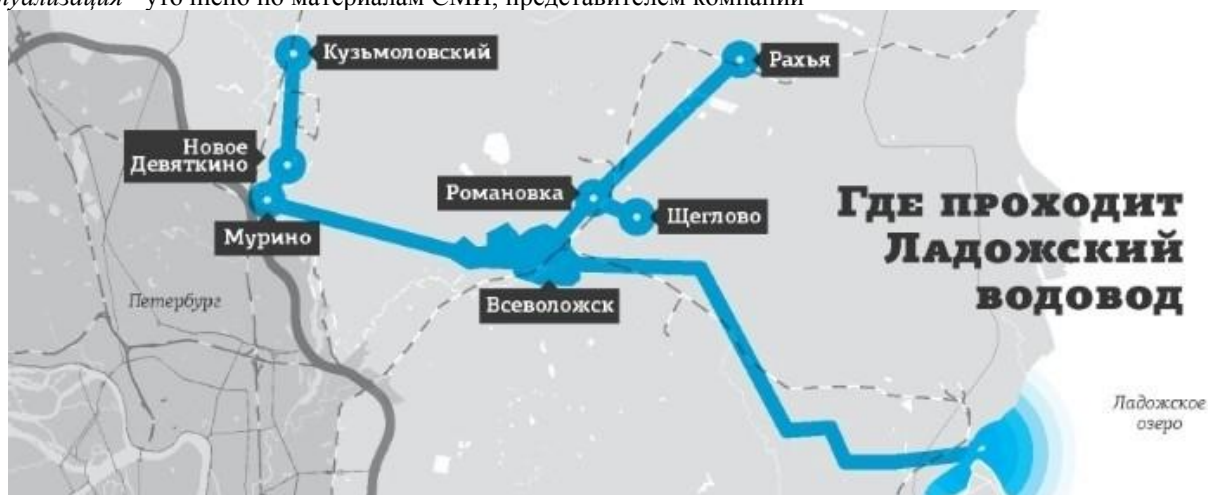 уточнено по материалам СМИ, представителем компании
Кузьмоловский
Рахья
Новое
Девяткино
Романовка
Щеглово
Мурино
Где проходит
Ладожский
водовод
Петербург
Всеволожск
Ладожское
озеро